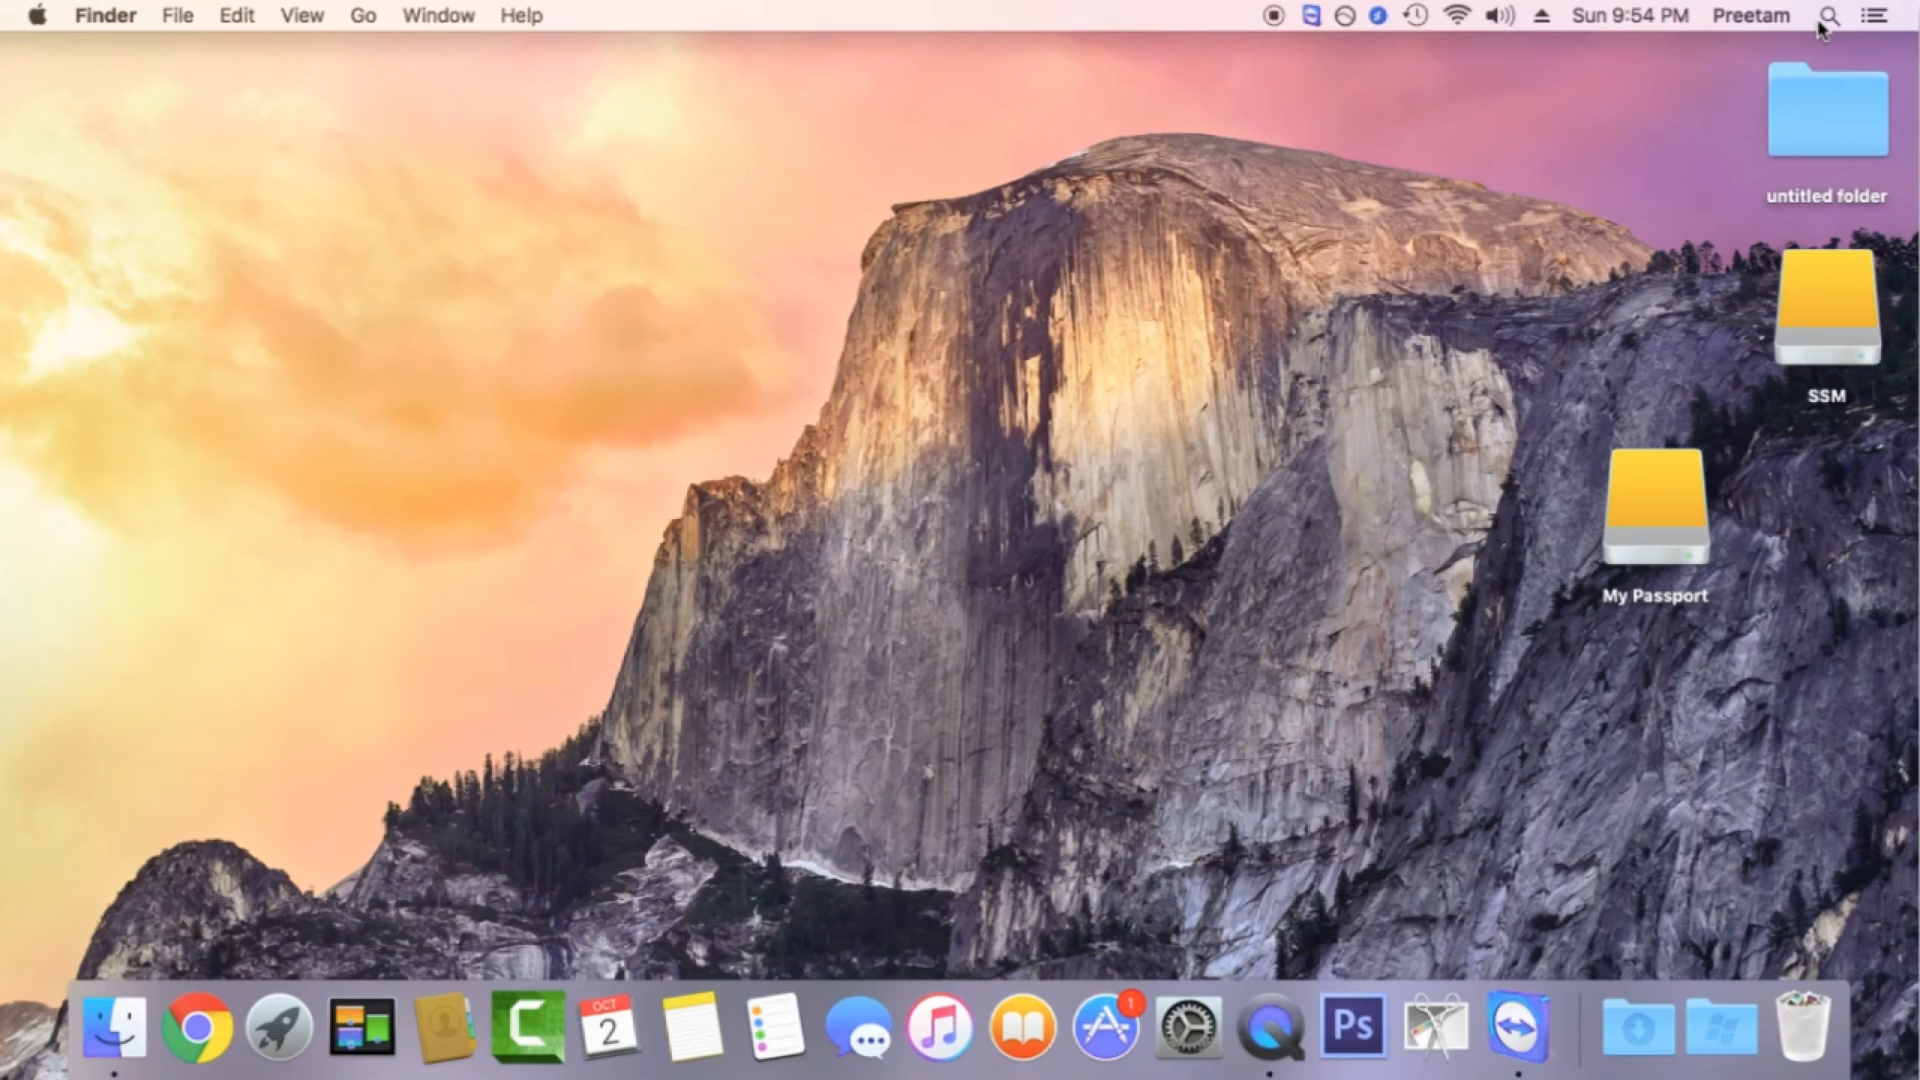 Finder File Edit View Go Window Help
Sun 9:54 PM Preetam
untitled folder
SSM
My Passport
OCT
2
1
Ps